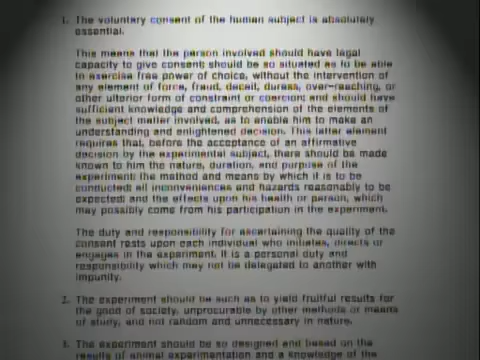 1. The voluntary consent of the human subject is absolutely
essential.
This means that the person involved should have legal
capacity to give consent; should be so situated as to be able
to exercise free power of choice, without the intervention of
any element of force, fraud, deceit, duress, over-reaching, or
other ulterior form of constraint or coercion; and should have
sufficient knowledge and comprehension of the elements of
the subject matter involved, as to enable him to make an
understanding and enlightened decision. This latter element
requires that, before the acceptance of an affirmative
decision by the experimental subject, there should be made
known to him the nature, duration, and purpose of the
experiment; the method and means by which it is to be
conducted; all inconveniences and hazards reasonably to be
expected; and the effects upon his health or person, which
may possibly come from his participation in the experiment.
The duty and responsibility for ascertaining the quality of the
consent rests upon each individual who initiates, directs or
engages in the experiment. It is a personal duty and
responsibility which may not be delegated to another with
impunity.
2. The experiment should be such as to yield fruitful results for
the good of society, unprocurable by other methods or means
of study, and not random and unnecessary in nature.
3. The experiment should be so designed and based on the
results of animal experimentation and a knowledge of the